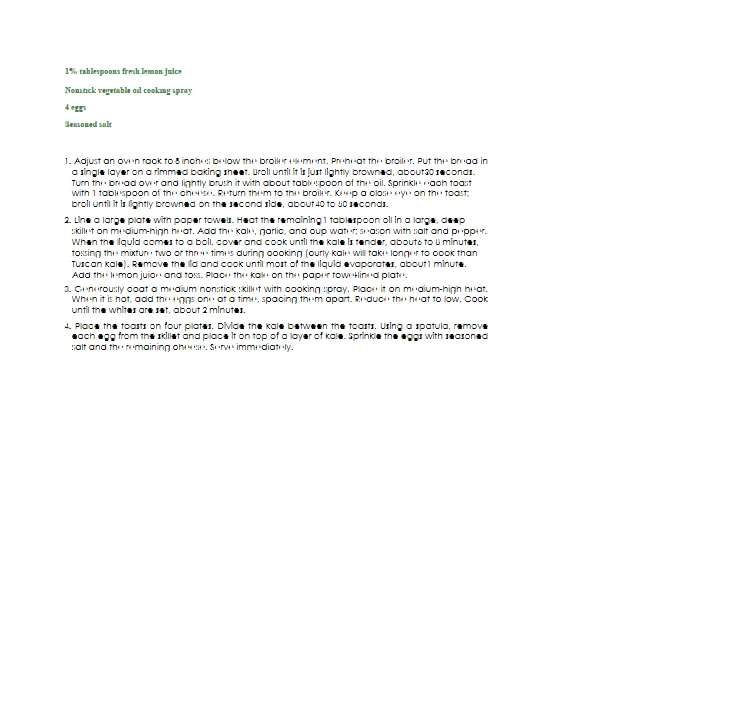 1% tablespoons fresh lemon juice
Nonstick vegetable oil cooking spray
4 eggs
Seasoned salt
1. Adjust an oven rack to 8 inches below the broiler element. Preheat the broiler. Put the bread in
a single layer on a rimmed baking sheet. Broil until it is just lightly browned, about 30 seconds.
Turn the bread over and lightly brush it with about tablespoon of the oil. Sprinkle each toast
with 1 tablespoon of the cheese. Return them to the broiler. Keep a close eye on the toast;
broil until it is lightly browned on the second side, about 40 to 50 seconds.
2. Line a large plate with paper towels. Heat the remaining 1 tablespoon oil in a large, deep
skillet on medium-high heat. Add the kale, garlic, and cup water; season with salt and pepper.
When the liquid comes to a boil, cover and cook until the kale is tender, about to 8 minutes,
tossing the mixture two or three times during cooking (curly kale will take longer to cook than
Tuscan kale). Remove the lid and cook until most of the liquid evaporates, about 1 minute.
Add the lemon juice and toss. Place the kale on the paper towel-lined plate.
3. Generously coat a medium nonstick skillet with cooking spray. Place it on medium-high heat.
When it is hot, add the eggs one at a time, spacing them apart. Reduce the heat to low. Cook
until the whites are set, about 2 minutes.
4. Place the toasts on four plates. Divide the kale between the toasts. Using a spatula, remove
each egg from the skillet and place it on top of a layer of kale. Sprinkle the eggs with seasoned
salt and the remaining cheese. Serve immediately.